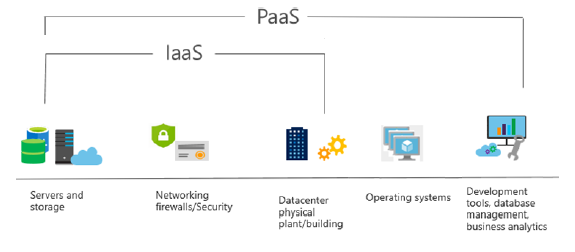 PaaS
IaaS
Servers and
storage
Networking
firewalls/Security
Datacenter
physical
plant/building
Operating systems
Development
tools, database
management,
business analytics